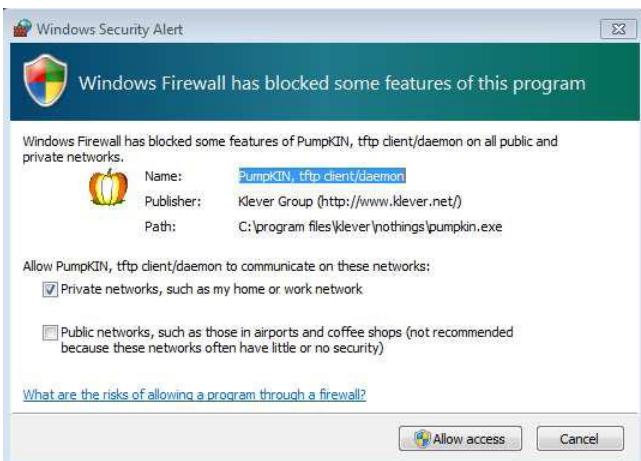 Windows Security Alert
Windows Firewall has blocked some features of this program
Windows Firewall has blocked some features of PumpKIN, tftp client/daemon on all public and
private networks.
Name: PumpKIN, tftp client/daemon
Publisher: Klever Group (http://www.klever.net/)
Path: C:\program files\klever\nothings\pumpkin.exe
Allow PumpKIN, tftp client/daemon to communicate on these networks:
Private networks, such as my home or work network
Public networks, such as those in airports and coffee shops (not recommended
because these networks often have little or no security)
What are the risks of allowing a program through a firewall?
Allow access Cancel